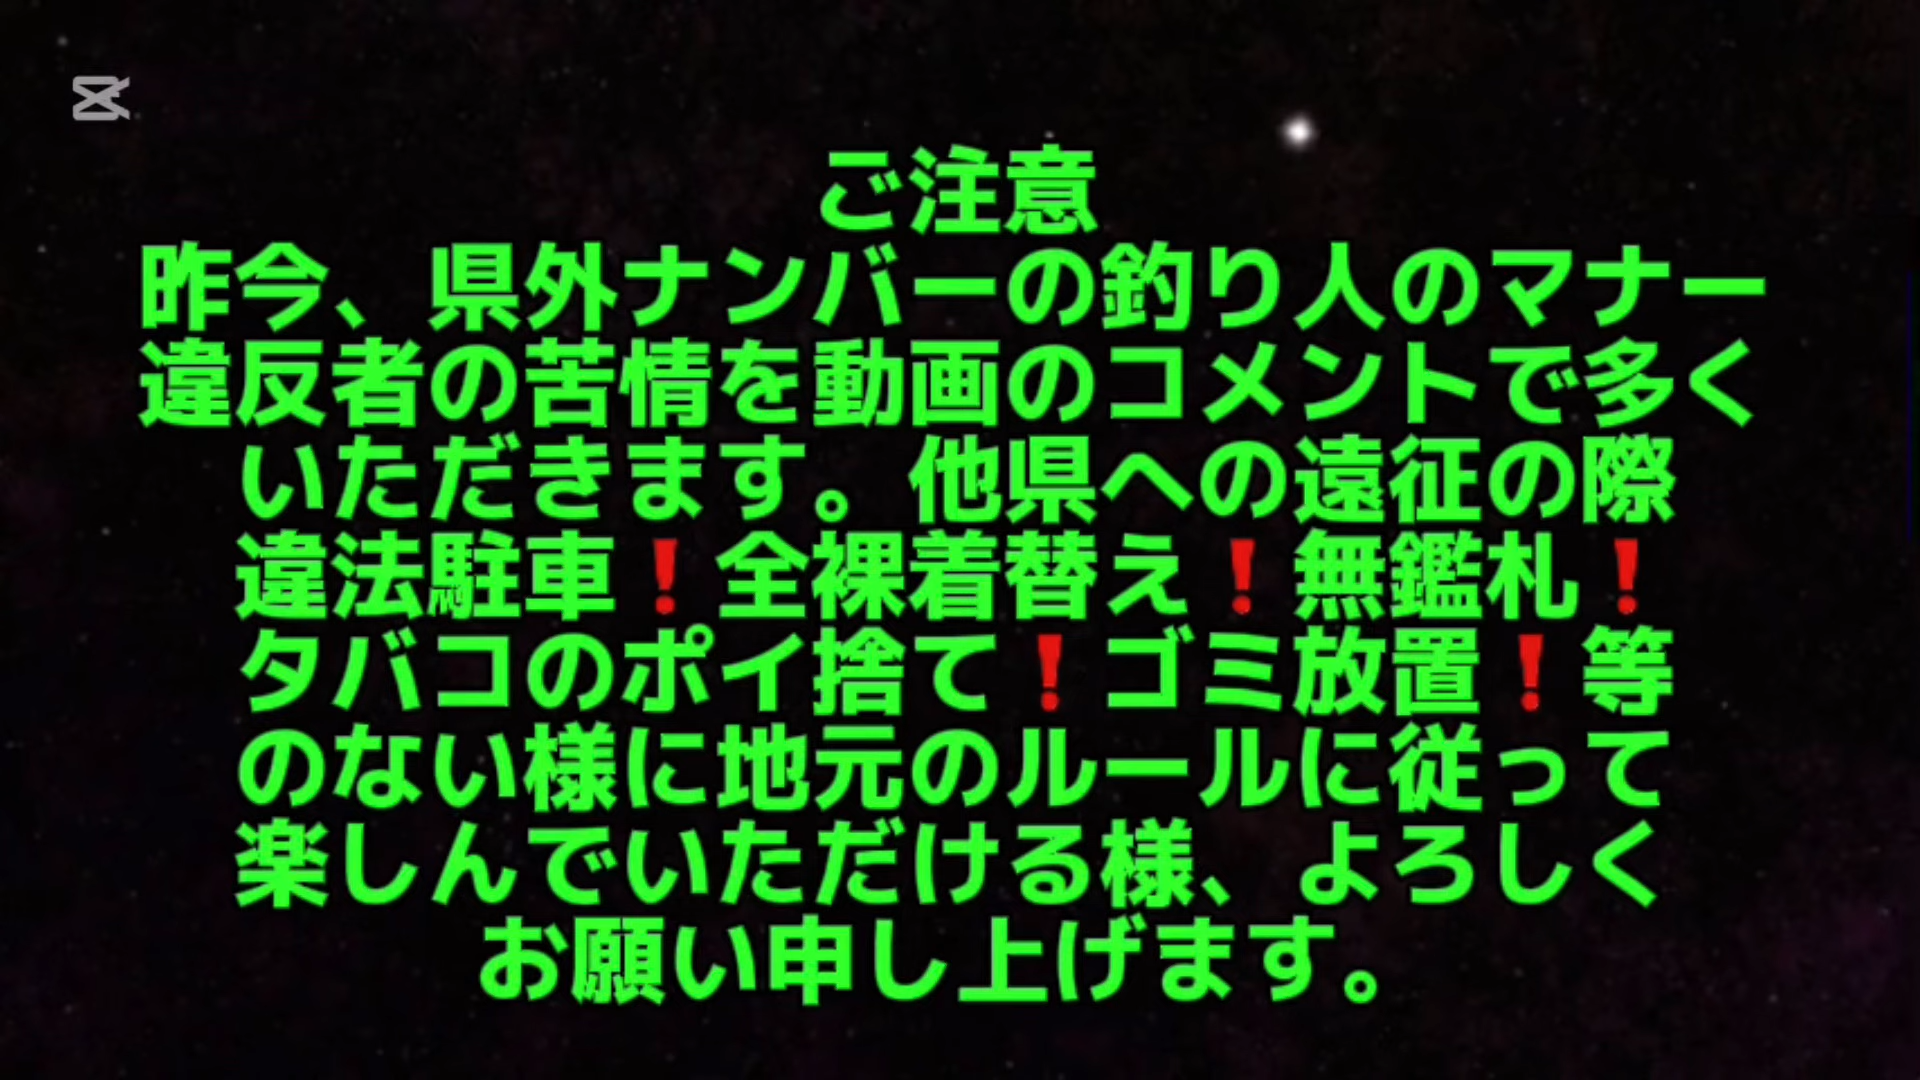 ご注意
昨今、県外ナンバーの釣り人のマナー
違反者の苦情を動画のコメントで多く
いただきます。他県への遠征の際
違法駐車❗全裸着替え❗無鑑札❗
タバコのポイ捨て❗ゴミ放置❗等
のない様に地元のルールに従って
楽しんでいただける様、よろしく
お願い申し上げます。